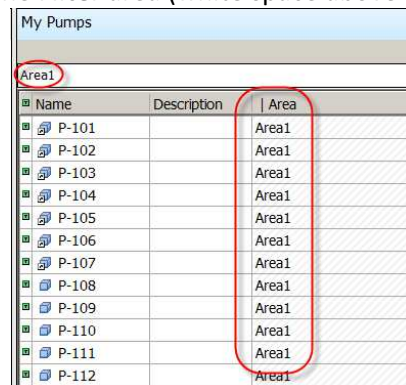 My Pumps
Area1
Name Description | Area
P-101 Area1
P-102 Area1
P-103 Area1
P-104 Area1
P-105 Area1
P-106 Area1
P-107 Area1
P-108 Area1
P-109 Area1
P-110 Area1
P-111 Area1
P-112 Area1